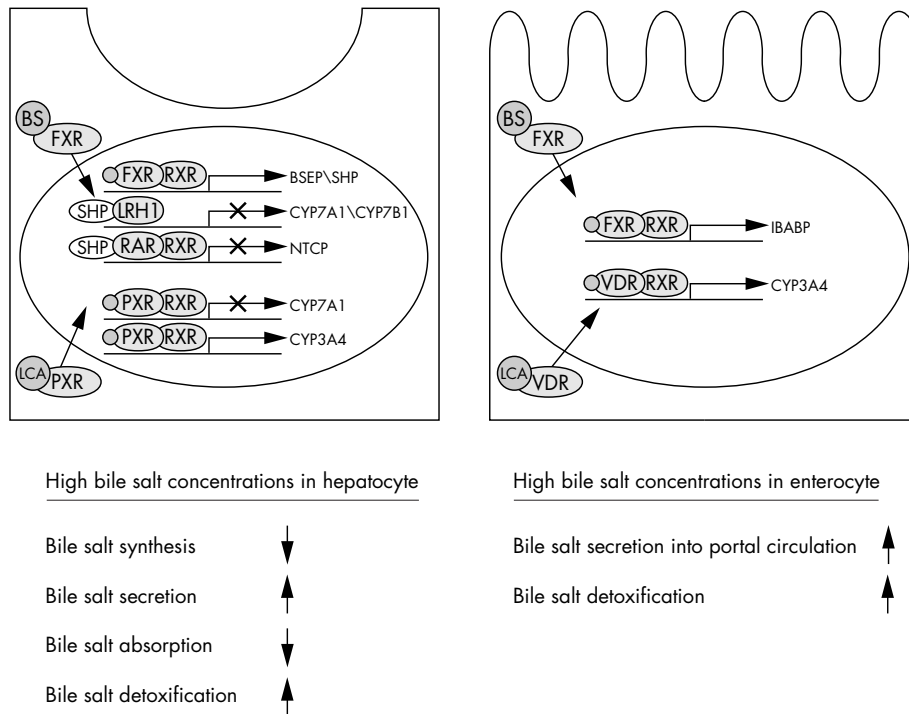 BS
FXR
FXR RXR BSEP\SHP
SHP LRH1 CYP7A1\CYP7B1
SHP RAR RXR NTCP
PXR RXR CYP7A1
PXR RXR CYP3A4
LCA
PXR
BS
FXR
FXR RXR IBABP
VDR RXR CYP3A4
LCA
VDR
High bile salt concentrations in hepatocyte
Bile salt synthesis
Bile salt secretion
Bile salt absorption
Bile salt detoxification
High bile salt concentrations in enterocyte
Bile salt secretion into portal circulation
Bile salt detoxification